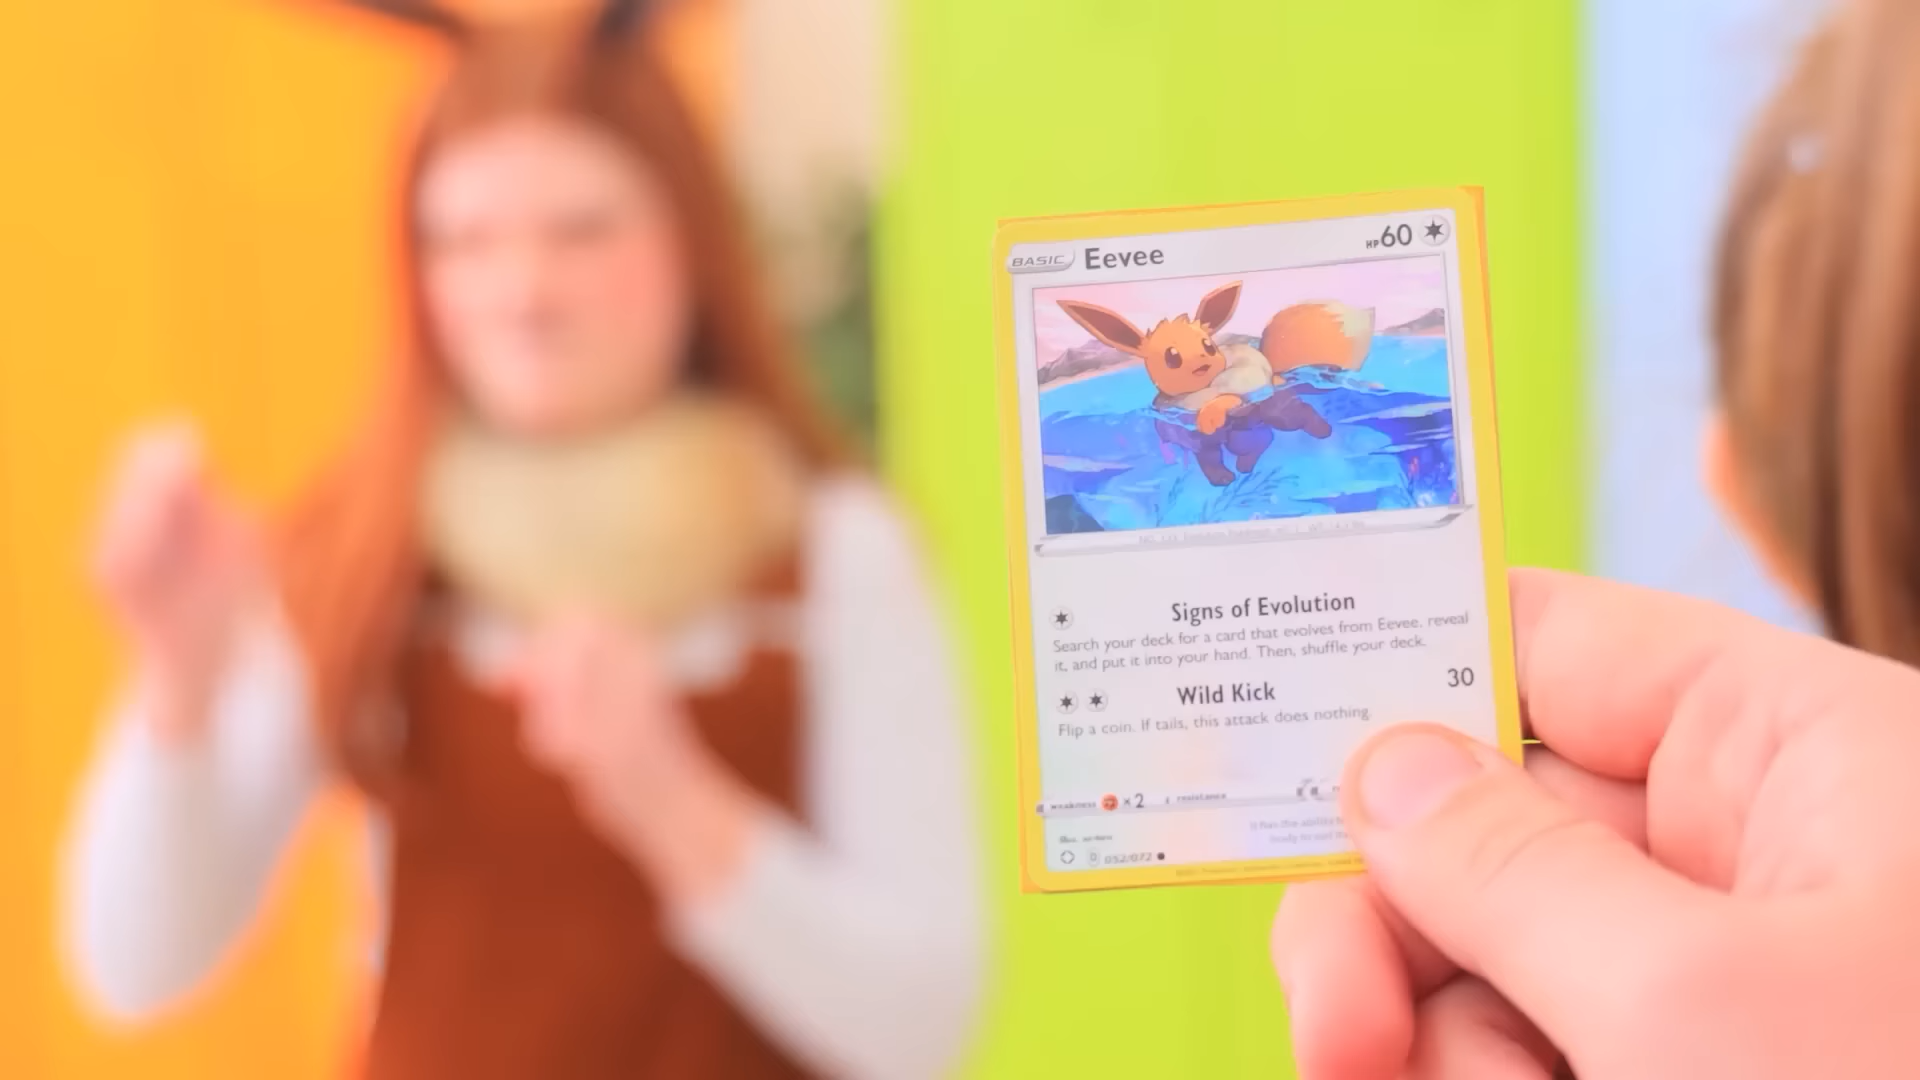 BASIC Eevee HP60
Signs of Evolution
Search your deck for a card that evolves from Eevee, reveal
it, and put it into your hand. Then, shuffle your deck.
Wild Kick 30
Flip a coin. If tails, this attack does nothing.
weakness ×2 resistance
052/072